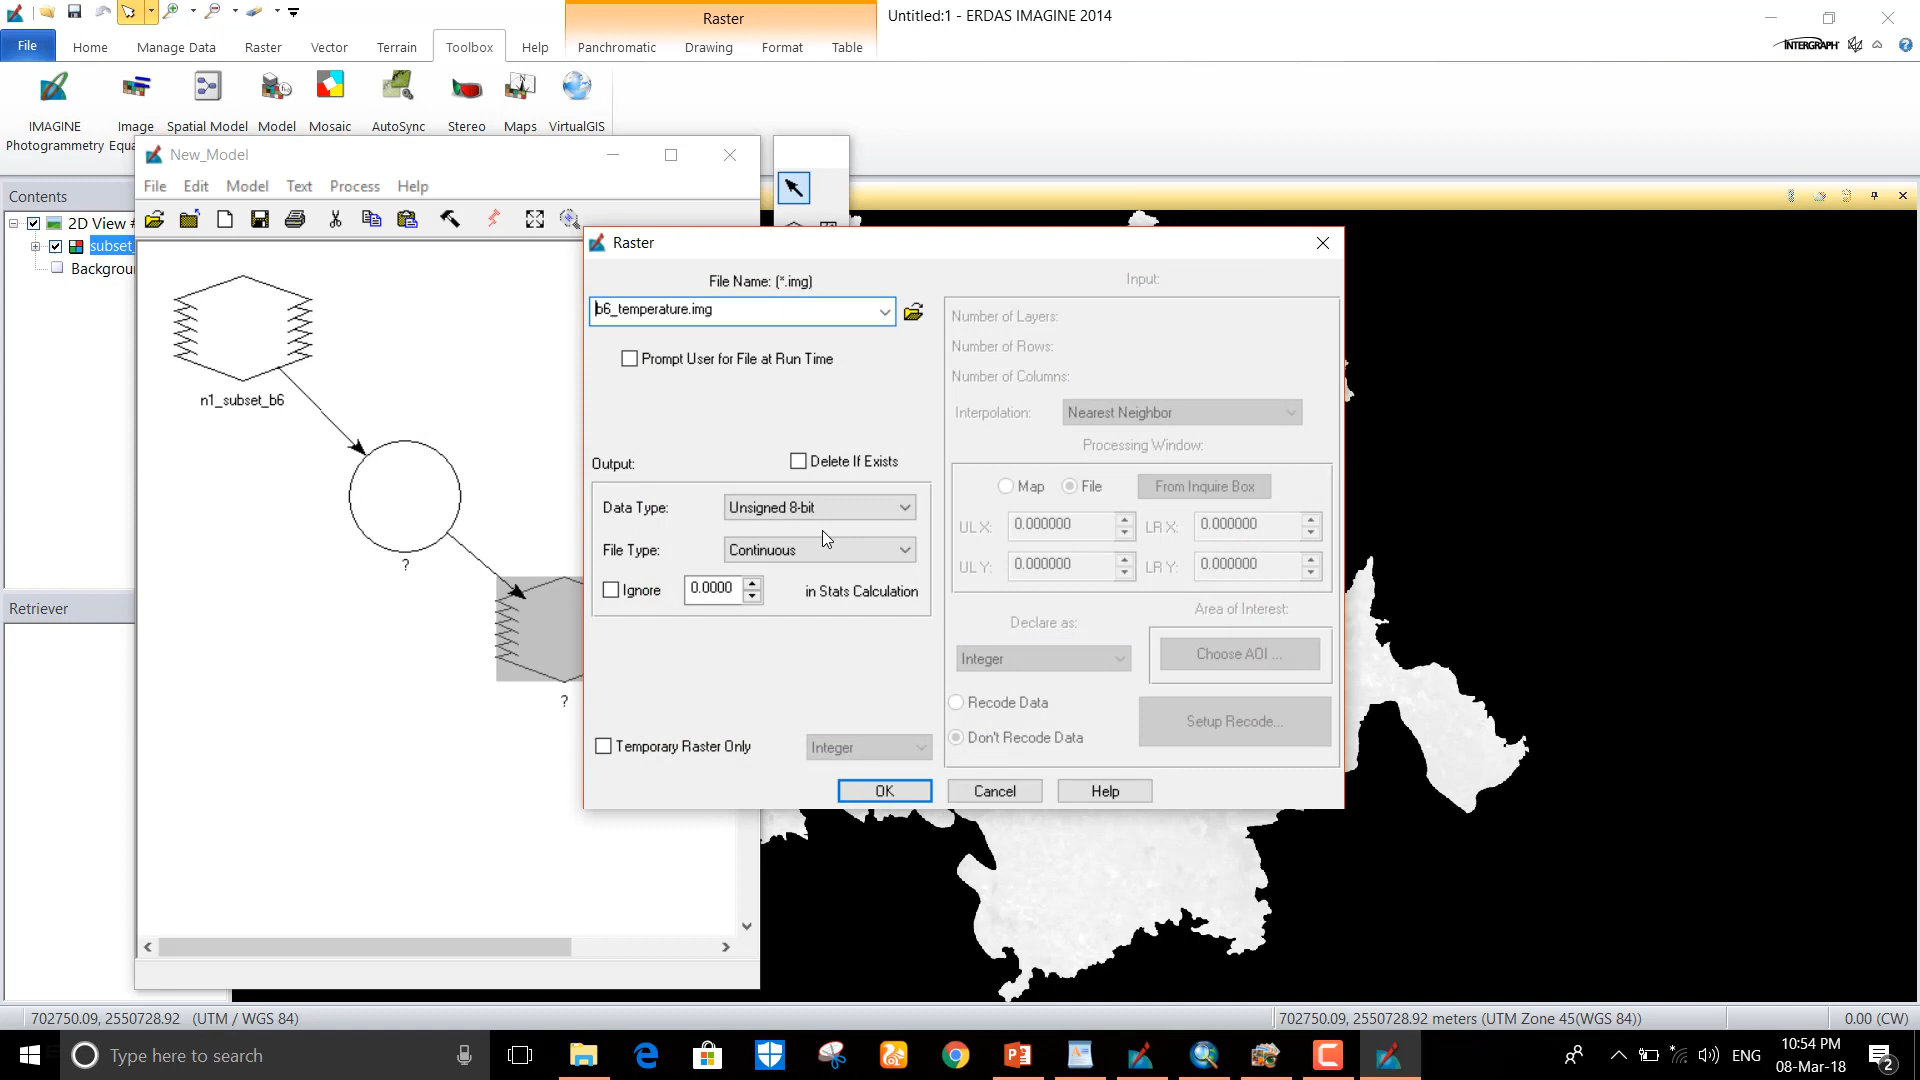 Raster
Untitled:1 - ERDAS IMAGINE 2014
File Home Manage Data Raster Vector Terrain Toolbox Help Panchromatic Drawing Format Table
INTERGRAPH
IMAGINE Image Spatial Model Model Mosaic AutoSync Stereo Maps VirtualGIS
Photogrammetry Equa
New_Model
File Edit Model Text Process Help
Contents
2D View #
subset_
Backgrou
Retriever
n1_subset_b6
?
?
Raster
File Name: (*.img)
b6_temperature.img
Prompt User for File at Run Time
Output:
Delete If Exists
Data Type: Unsigned 8-bit
File Type: Continuous
Ignore 0.0000 in Stats Calculation
Temporary Raster Only Integer
Input:
Number of Layers:
Number of Rows:
Number of Columns:
Interpolation: Nearest Neighbor
Processing Window:
Map File From Inquire Box
UL X: 0.000000 LR X: 0.000000
UL Y: 0.000000 LR Y: 0.000000
Declare as:
Area of Interest:
Integer
Choose AOI ...
Recode Data
Don't Recode Data
Setup Recode...
OK Cancel Help
702750.09, 2550728.92 (UTM / WGS 84)
702750.09, 2550728.92 meters (UTM Zone 45(WGS 84))
0.00 (CW)
Type here to search
ENG
10:54 PM
08-Mar-18
2